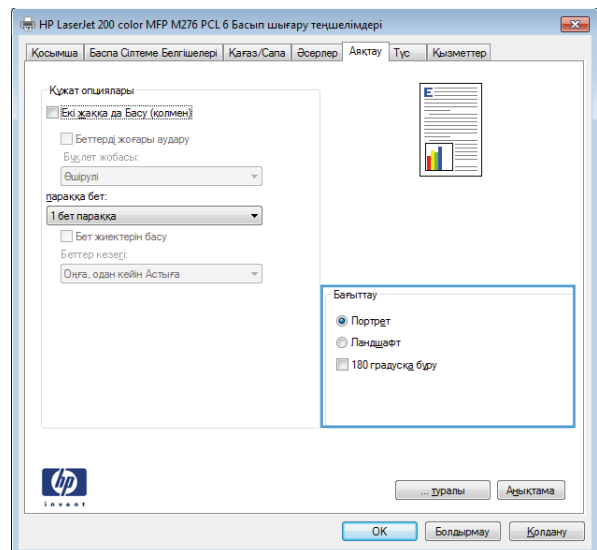 HP LaserJet 200 color MFP M276 PCL 6 Басып шығару теңшелімдері
Қосымша Баспа Сілтеме Белгішелері Қағаз/Сапа Әсерлер Аяқтау Түс Қызметтер
Құжат опциялары
Екі жаққа да Басу (қолмен)
Беттерді жоғары аудару
Буклет жобасы:
Өшірулі
парақка бет:
1 бет параққа
Бет жиектерін басу
Беттер кезегі:
Оңға, одан кейін Астыға
E
Бағыттау
Портрет
Ландшафт
180 градусқа бұру
hp
invent
... туралы Анықтама
OK Болдырмау Қолдану